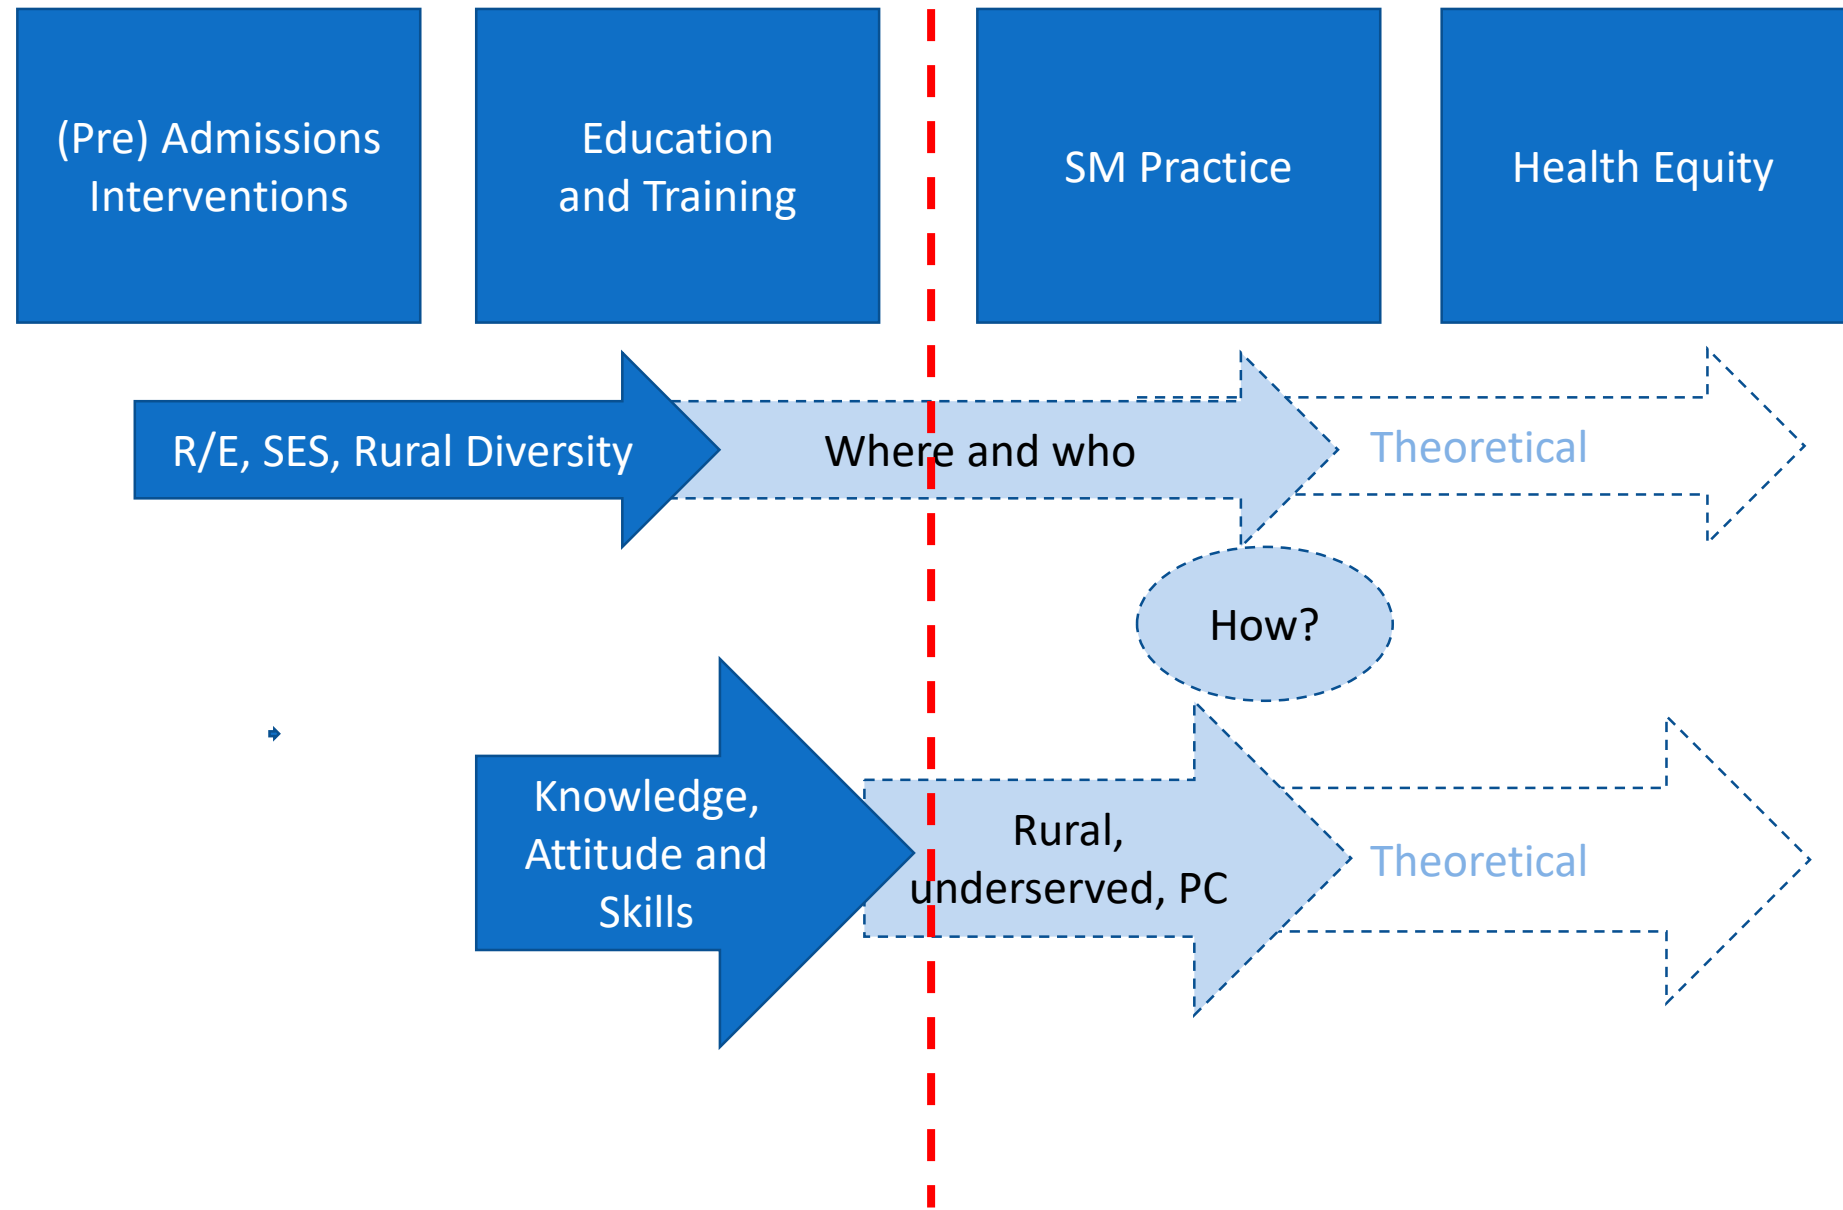 (Pre) Admissions
Interventions
Education
and Training
SM Practice
Health Equity
R/E, SES, Rural Diversity
Where and who
Theoretical
How?
Knowledge,
Attitude and
Skills
Rural,
underserved, PC
Theoretical